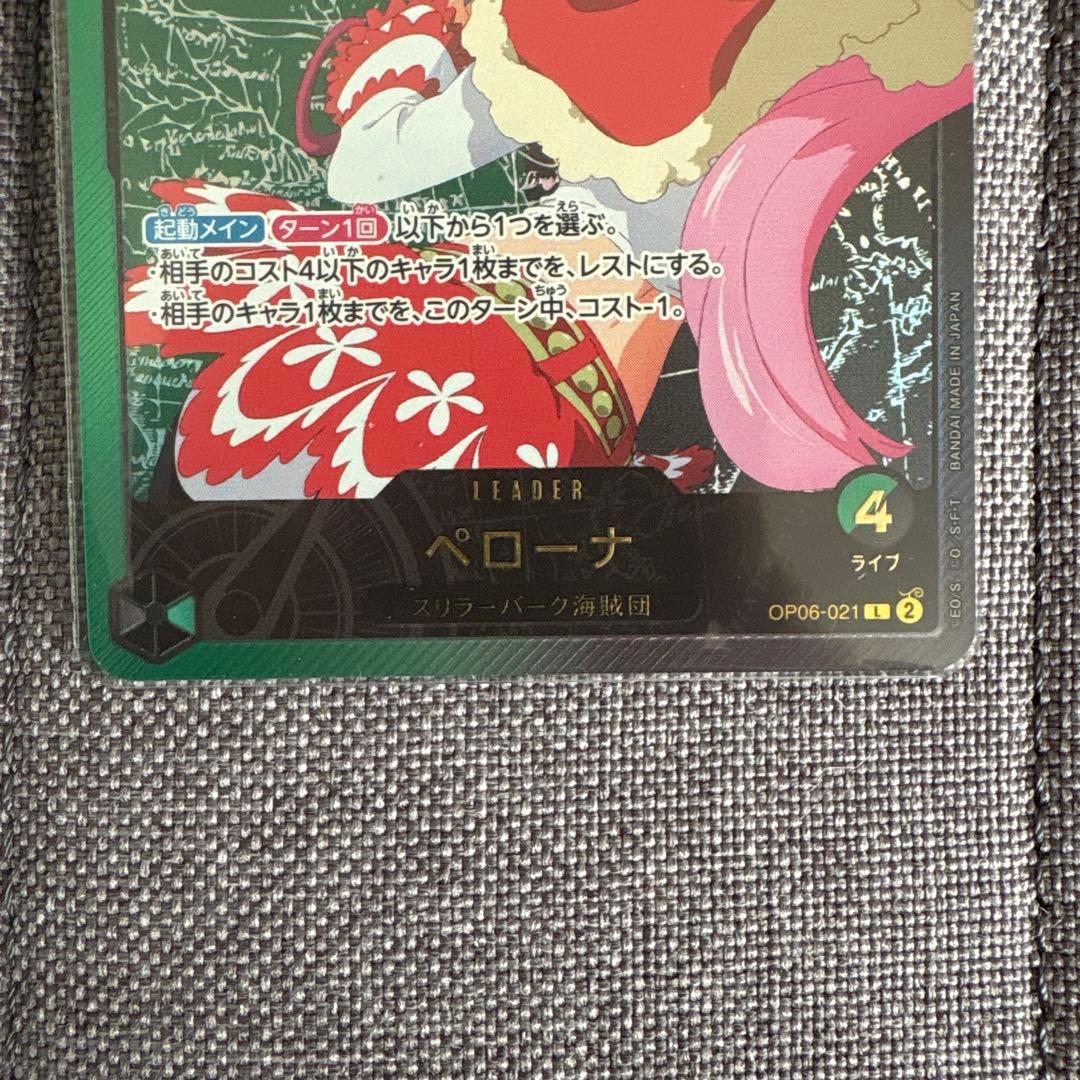 起動メイン ターン1回 以下から1つを選ぶ。
・相手のコスト4以下のキャラ1枚までを、レストにする。
・相手のキャラ1枚までを、このターン中、コスト-1。
LEADER
ペローナ
スリラーバーク海賊団
4
ライフ
OP06-021 L 2
©E.O./S. ©O./S.F.T BANDAI MADE IN JAPAN